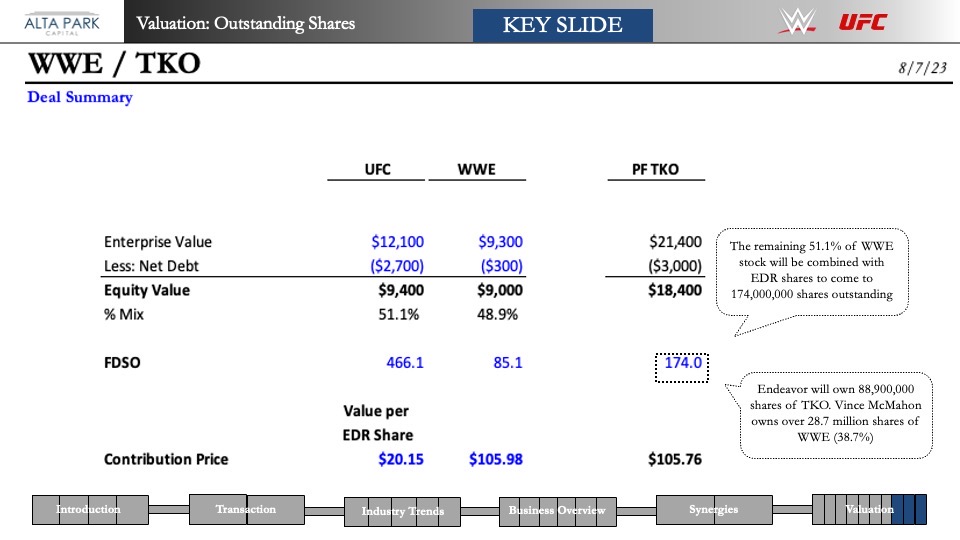 ALTA PARK
CAPITAL
Valuation: Outstanding Shares
KEY SLIDE
W
UFC
WWE / TKO
8/7/23
Deal Summary
UFC WWE PF TKO
Enterprise Value $12,100 $9,300 $21,400
Less: Net Debt ($2,700) ($300) ($3,000)
Equity Value $9,400 $9,000 $18,400
% Mix 51.1% 48.9%
FDSO 466.1 85.1 174.0
Value per
EDR Share
Contribution Price $20.15 $105.98 $105.76
The remaining 51.1% of WWE
stock will be combined with
EDR shares to come to
174,000,000 shares outstanding
Endeavor will own 88,900,000
shares of TKO. Vince McMahon
owns over 28.7 million shares of
WWE (38.7%)
Introduction Transaction Industry Trends Business Overview Synergies Valuation